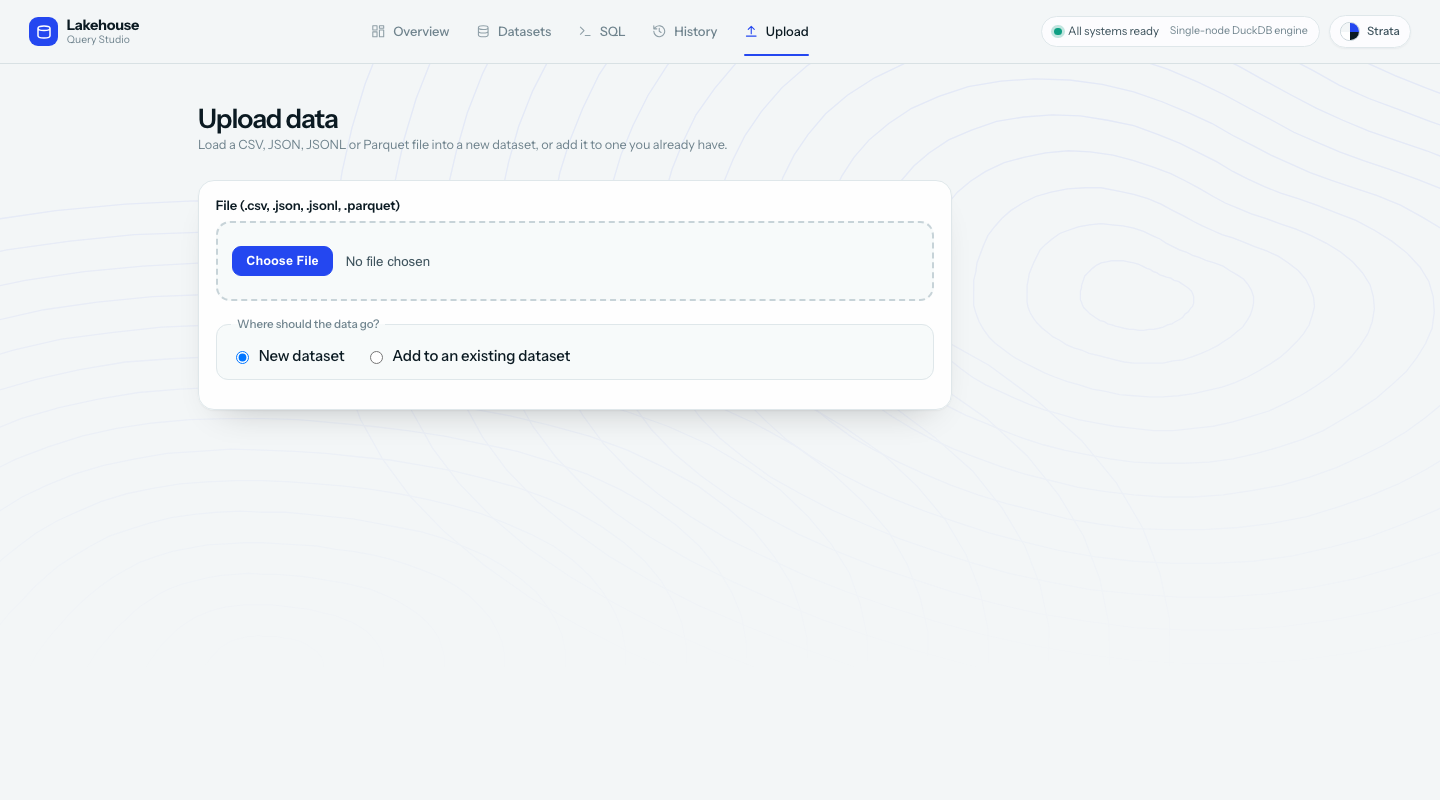 Lakehouse
Query Studio
Overview
Datasets
SQL
History
Upload
All systems ready
Single-node DuckDB engine
Strata
Upload data
Load a CSV, JSON, JSONL or Parquet file into a new dataset, or add it to one you already have.
File (.csv, .json, .jsonl, .parquet)
Choose File
No file chosen
Where should the data go?
New dataset
Add to an existing dataset